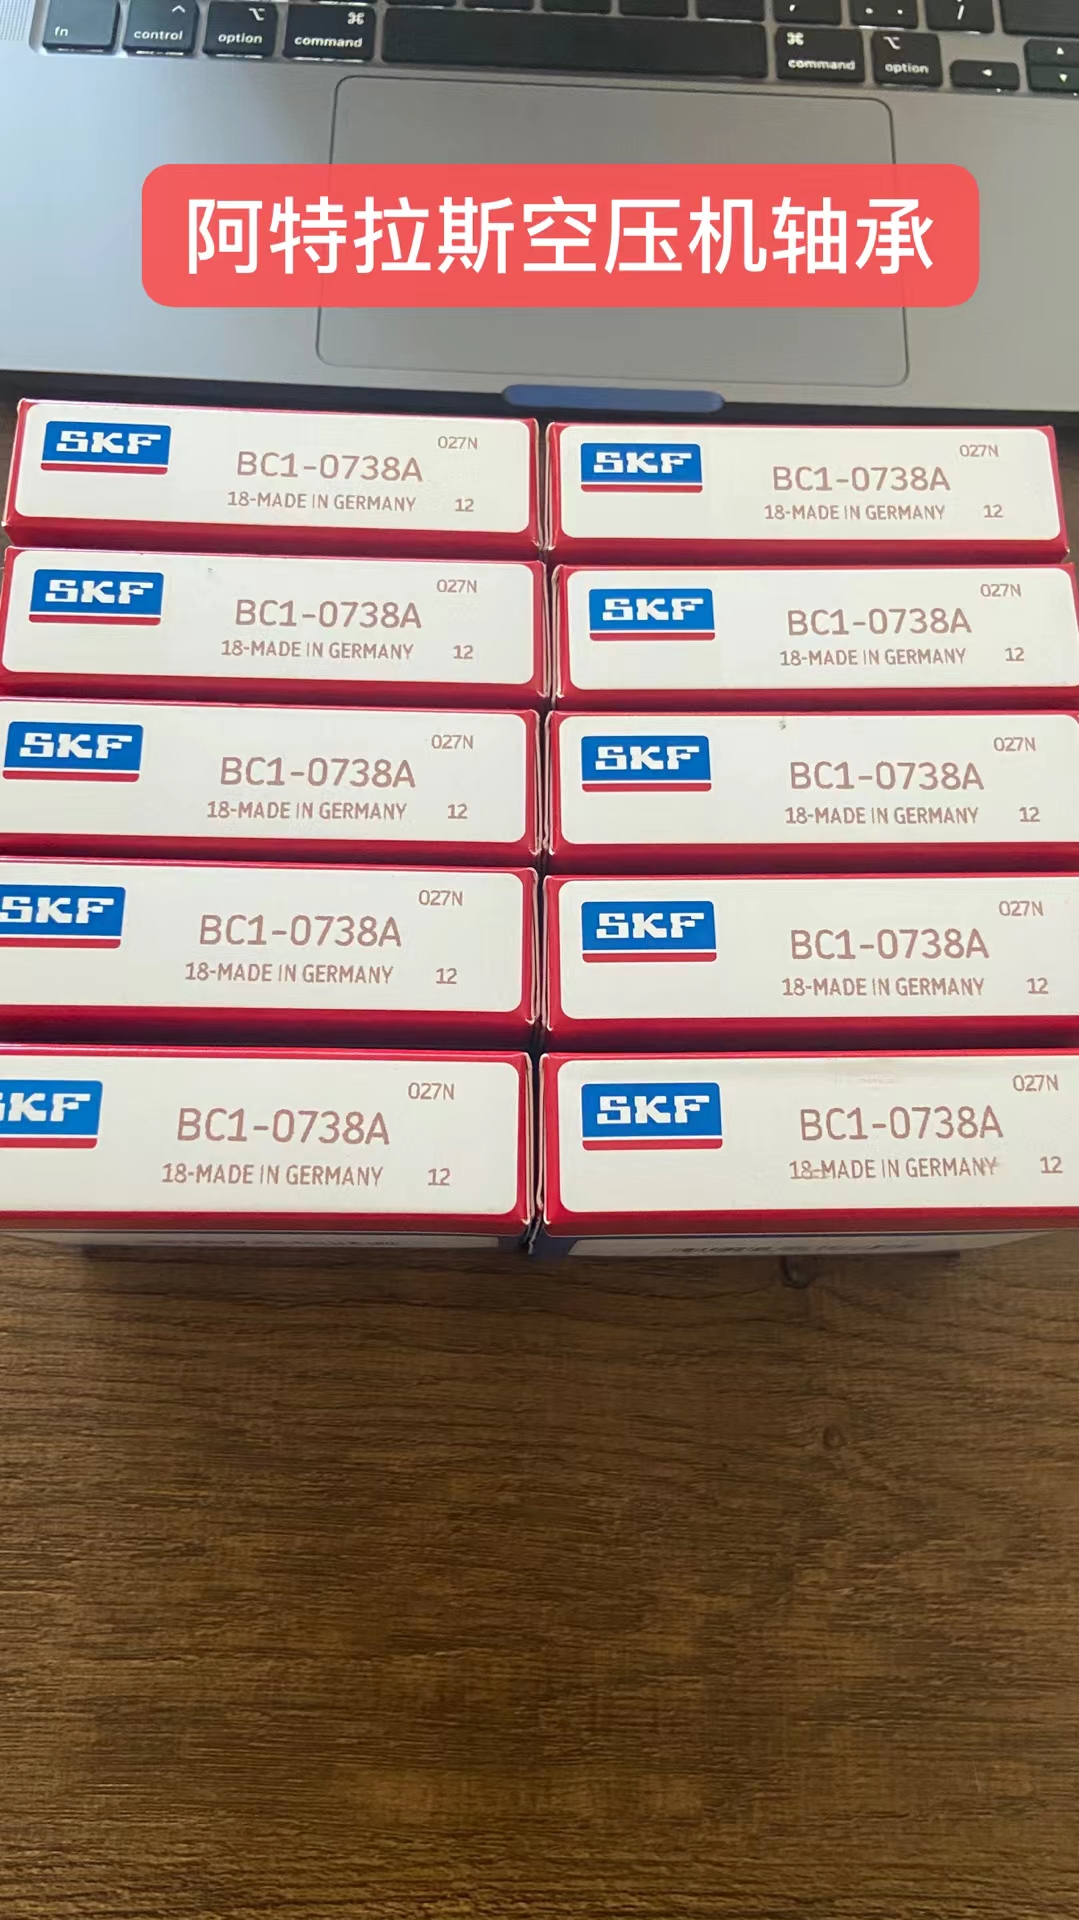 fn
control
⌥
option
⌘
command
⌘
command
⌥
option
阿特拉斯空压机轴承
SKF
027N
BC1-0738A
18-MADE IN GERMANY 12
SKF
027N
BC1-0738A
18-MADE IN GERMANY 12
SKF
027N
BC1-0738A
18-MADE IN GERMANY 12
SKF
027N
BC1-0738A
18-MADE IN GERMANY 12
SKF
027N
BC1-0738A
18-MADE IN GERMANY 12
SKF
027N
BC1-0738A
18-MADE IN GERMANY 12
SKF
027N
BC1-0738A
18-MADE IN GERMANY 12
SKF
027N
BC1-0738A
18-MADE IN GERMANY 12
SKF
027N
BC1-0738A
18-MADE IN GERMANY 12
SKF
027N
BC1-0738A
18-MADE IN GERMANY 12